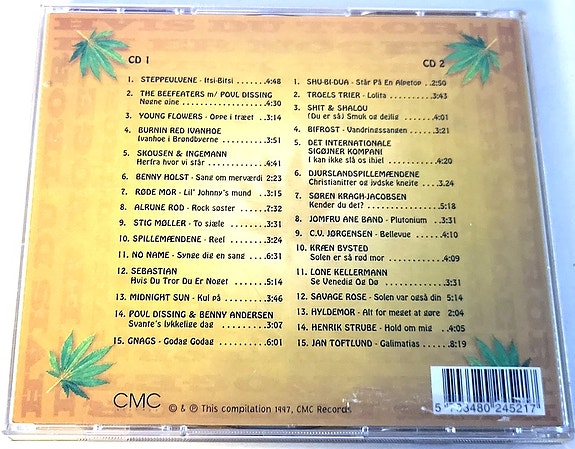 CD 1
1. STEPPEULVENE - Itsi-Bitsi ........4:48
2. THE BEEFEATERS m/ POVL DISSING
Nøgne øine ....................4:30
3. YOUNG FLOWERS - Oppe i træet ..3:14
4. BURNIN RED IVANHOE
Ivanhoe i Brøndbyerne ..........3:51
5. SKOUSEN & INGEMANN
Herfra hvor vi står ..............4:41
6. BENNY HOLST - Sang om merværdi 2:23
7. RØDE MOR - Lil' Johnny's mund ..3:15
8. ALRUNE ROD - Rock soster ......7:32
9. STIG MØLLER - To sjæle ........3:31
10. SPILLEMÆNDENE - Reel ........3:24
11. NO NAME - Synge dig en sang ....6:31
12. SEBASTIAN
Hvis Du Tror Du Er Noget ........5:14
13. MIDNIGHT SUN - Kul på ........3:46
14. POVL DISSING & BENNY ANDERSEN
Svante's lykkelige dag ..........3:07
15. GNAGS - Godag Godag ..........6:01
CD 2
1. SHU-BI-DUA - Står På En Alpetop ..2:50
2. TROELS TRIER - Lolita ..........3:43
3. SHIT & SHALOU
(Du er så) Smuk og dejlig ........4:01
4. BIFROST - Vandringssangen ......3:21
5. DET INTERNATIONALE
SIGØJNER KOMPANI
I kan ikke slå os ihjel ..........4:20
6. DJURSLANDSPILLEMÆNDENE
Christianitter og jydske knejte ....3.24
7. SØREN KRAGH-JACOBSEN
Kender du det? ................5:18
8. JOMFRU ANE BAND - Plutonium ..3:31
9. C.V. JØRGENSEN - Bellevue ......4:10
10. KRÆN BYSTED
Solen er så rød mor ............4:09
11. LONE KELLERMANN
Se Venedig Og Dø ..............3:31
12. SAVAGE ROSE - Solen var også din 5:14
13. HYLDEMOR - Alt for meget at gøre 2:04
14. HENRIK STRUBE - Hold om mig ..4:05
15. JAN TOFTLUND - Galimatias ......8:19
CMC
© & ℗ This compilation 1997, CMC Records
5 703480 245217